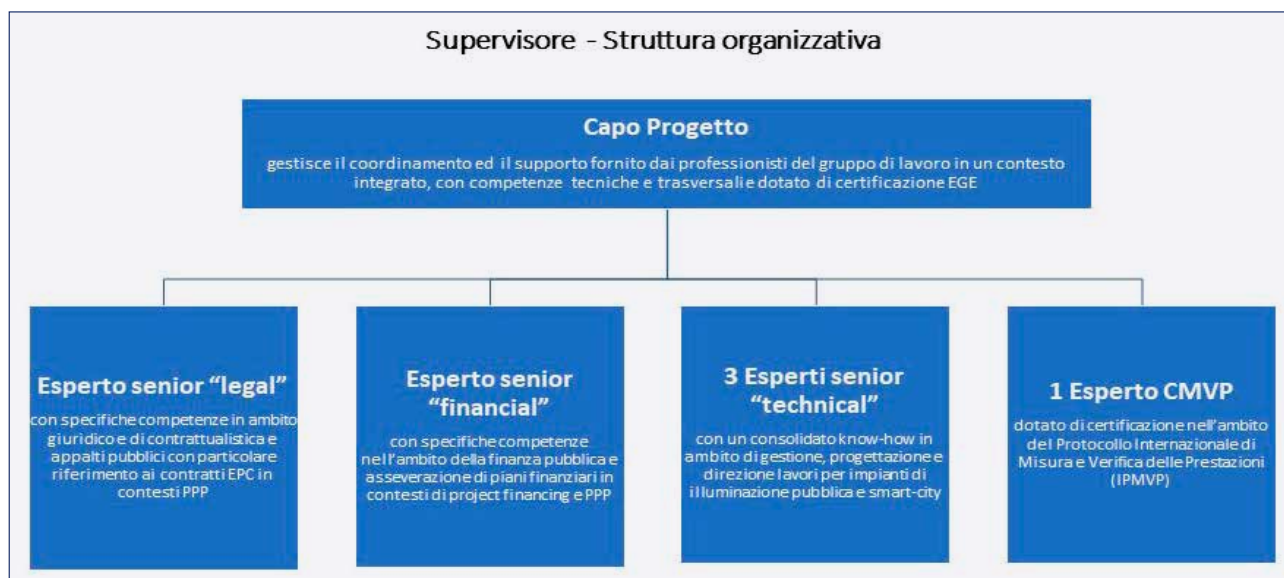 Supervisore - Struttura organizzativa
Capo Progetto
gestisce il coordinamento ed il supporto fornito dai professionisti del gruppo di lavoro in un contesto
integrato, con competenze tecniche e trasversali e dotato di certificazione EGE
Esperto senior “legal”
con specifiche competenze in ambito
giuridico e di contrattualistica e
appalti pubblici con particolare
riferimento ai contratti EPC in
contesti PPP
Esperto senior
“financial”
con specifiche competenze
nell’ambito della finanza pubblica e
asseverazione di piani finanziari in
contesti di project financing e PPP
3 Esperti senior
“technical”
con un consolidato know-how in
ambito di gestione, progettazione e
direzione lavori per impianti di
illuminazione pubblica e smart-city
1 Esperto CMVP
dotato di certificazione nell’ambito
del Protocollo Internazionale di
Misura e Verifica delle Prestazioni
(IPMVP)